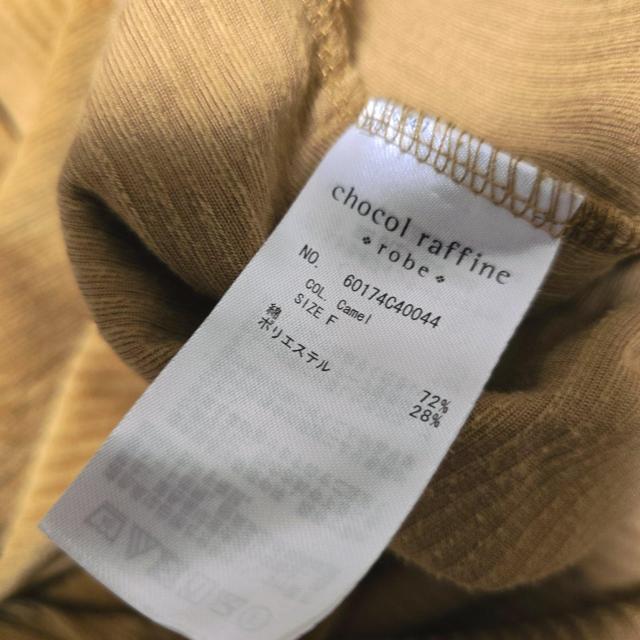 chocol raffine
robe
NO. 60174C40044
COL. Camel
SIZE F
綿 72%
ポリエステル 28%